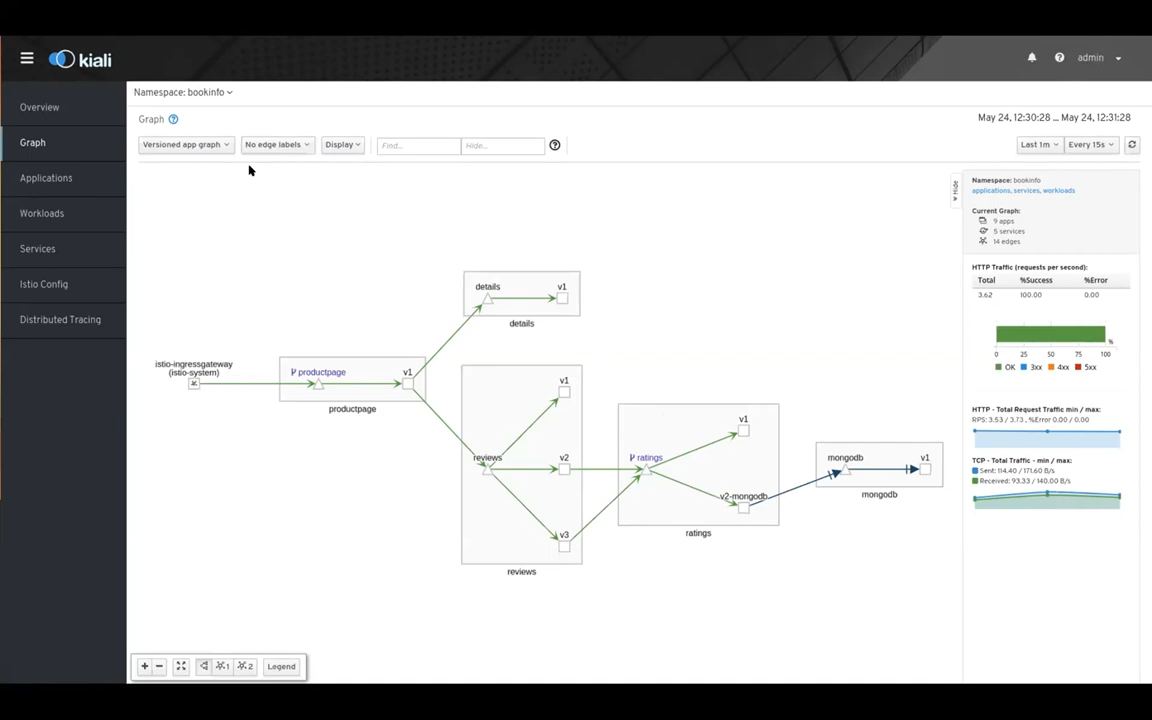 kiali
admin
Namespace: bookinfo
Graph
May 24, 12:30:28 ... May 24, 12:31:28
Versioned app graph
No edge labels
Display
Find...
Hide...
Last 1m
Every 15s
Overview
Graph
Applications
Workloads
Services
Istio Config
Distributed Tracing
istio-ingressgateway
(istio-system)
productpage
v1
productpage
details
v1
details
reviews
v1
v2
v3
reviews
ratings
v1
v2-mongodb
ratings
mongodb
v1
mongodb
Hide
Namespace: bookinfo
applications, services, workloads
Current Graph:
9 apps
5 services
14 edges
HTTP Traffic (requests per second):
Total %Success %Error
3.62 100.00 0.00
%
0 25 50 75 100
OK 3xx 4xx 5xx
HTTP - Total Request Traffic min / max:
RPS: 3.53 / 3.73 , %Error 0.00 / 0.00
TCP - Total Traffic - min / max:
Sent: 114.40 / 171.60 B/s
Received: 93.33 / 140.00 B/s
1
2
Legend